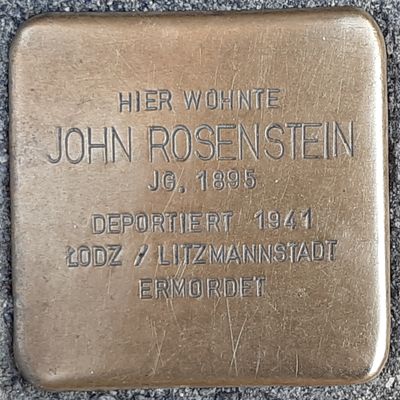 HIER WOHNTE
JOHN ROSENSTEIN
JG. 1895
DEPORTIERT 1941
ŁODZ / LITZMANNSTADT
ERMORDET